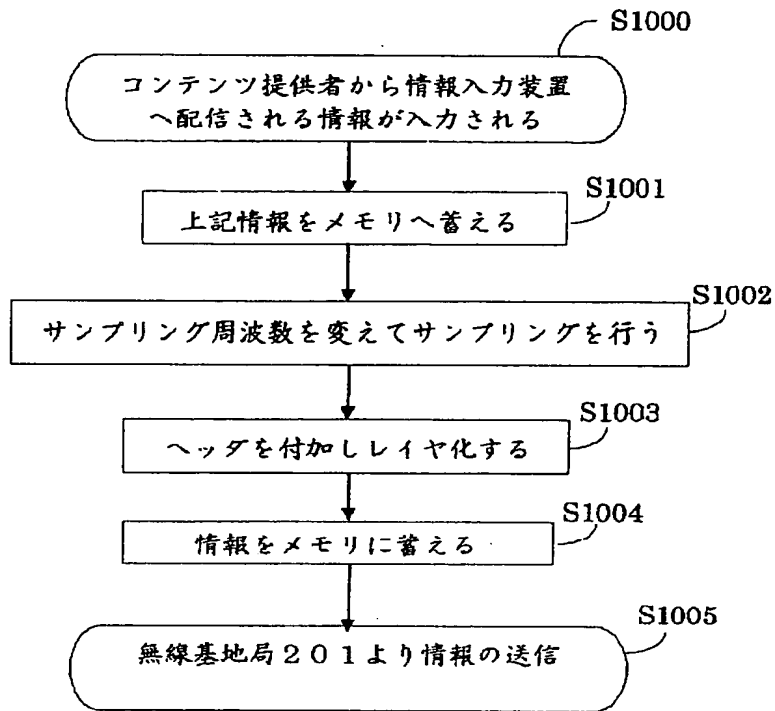 S1000
コンテンツ提供者から情報入力装置
へ配信される情報が入力される
S1001
上記情報をメモリへ蓄える
S1002
サンプリング周波数を変えてサンプリングを行う
S1003
ヘッダを付加しレイヤ化する
S1004
情報をメモリに蓄える
S1005
無線基地局201より情報の送信